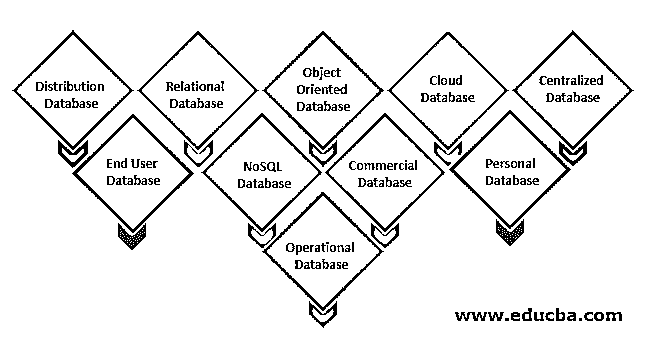 Distribution
Database
Relational
Database
Object
Oriented
Database
Cloud
Database
Centralized
Database
End User
Database
NoSQL
Database
Commercial
Database
Personal
Database
Operational
Database
www.educba.com